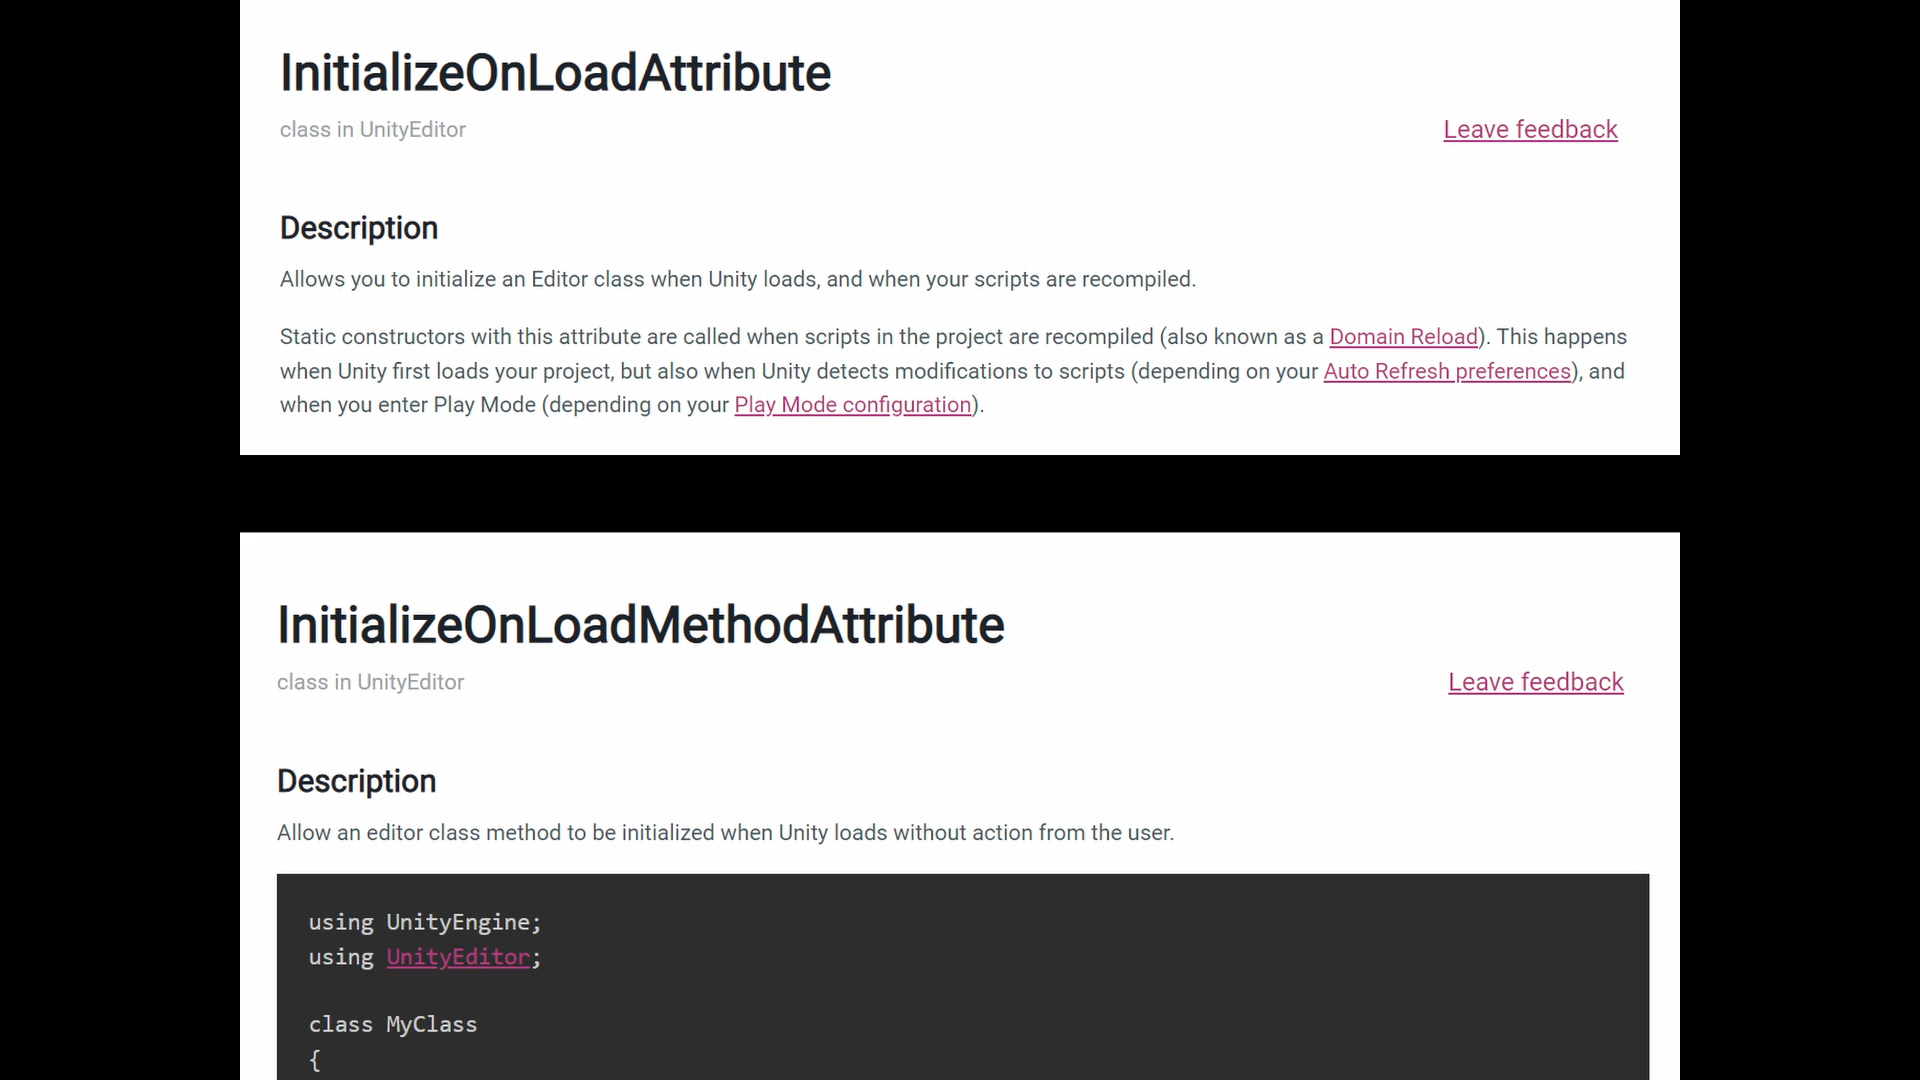 InitializeOnLoadAttribute
class in UnityEditor
Leave feedback
Description
Allows you to initialize an Editor class when Unity loads, and when your scripts are recompiled.
Static constructors with this attribute are called when scripts in the project are recompiled (also known as a Domain Reload). This happens
when Unity first loads your project, but also when Unity detects modifications to scripts (depending on your Auto Refresh preferences), and
when you enter Play Mode (depending on your Play Mode configuration).
InitializeOnLoadMethodAttribute
class in UnityEditor
Leave feedback
Description
Allow an editor class method to be initialized when Unity loads without action from the user.
using UnityEngine;
using UnityEditor;
class MyClass
{